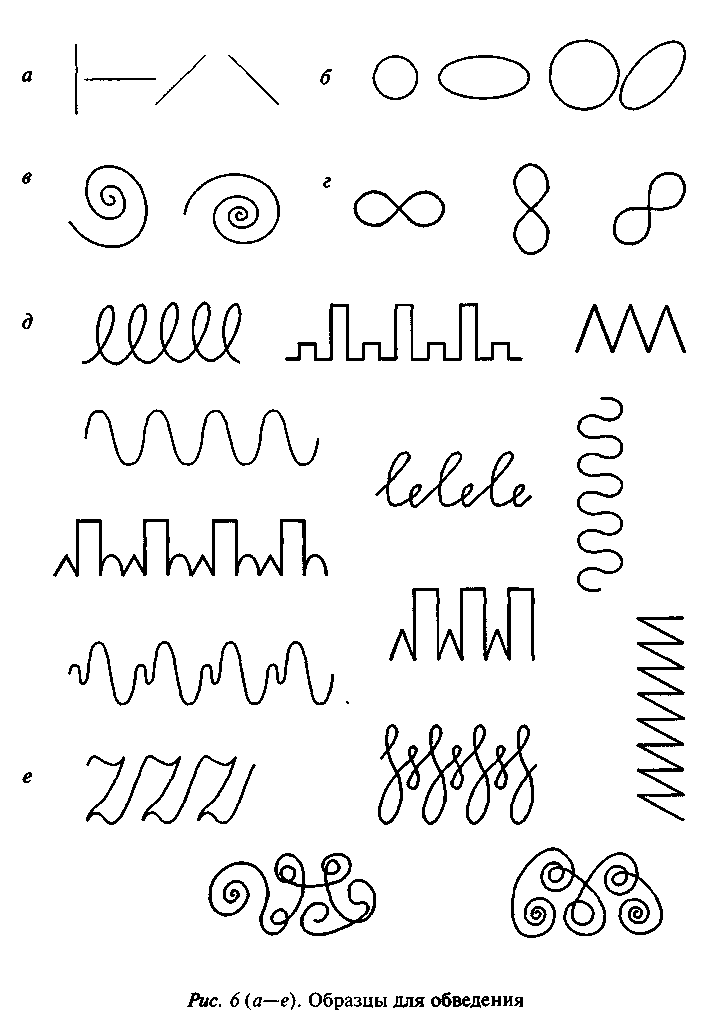 а
б
в
г
д
е
Рис. 6 (а—е). Образцы для обведения